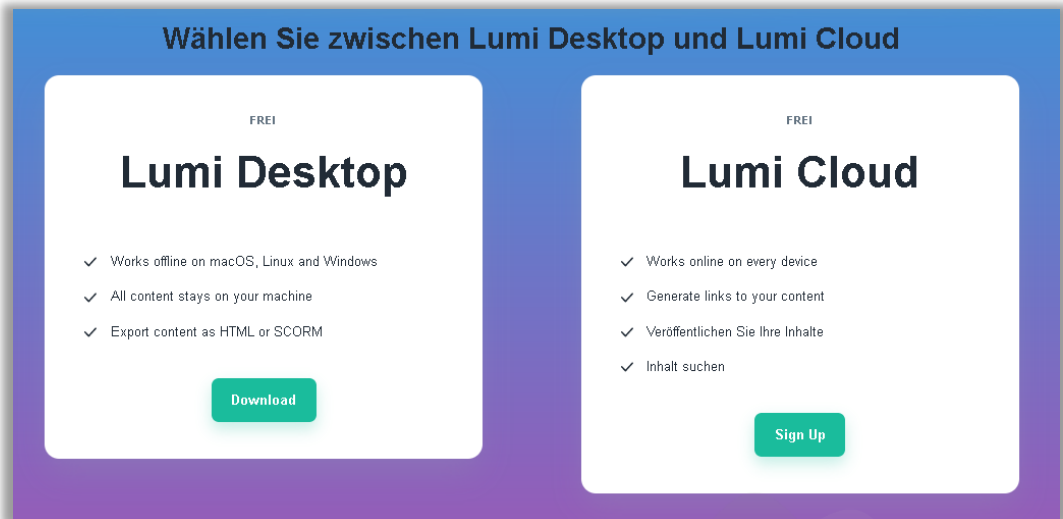 Wählen Sie zwischen Lumi Desktop und Lumi Cloud
FREI
Lumi Desktop
Works offline on macOS, Linux and Windows
All content stays on your machine
Export content as HTML or SCORM
Download
FREI
Lumi Cloud
Works online on every device
Generate links to your content
Veröffentlichen Sie Ihre Inhalte
Inhalt suchen
Sign Up